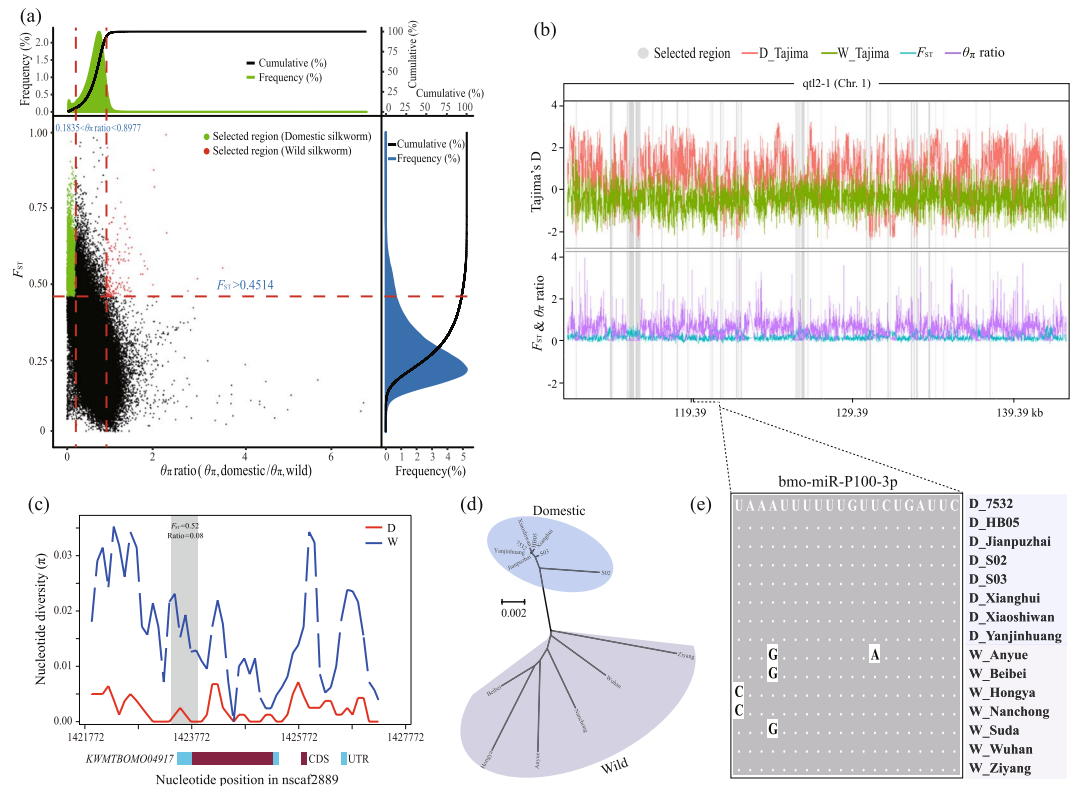 (a)
Frequency (%)
2.0
1.5
1.0
0.5
0.0
Cumulative (%)
Frequency (%)
100
75
50
25
0
Cumulative (%)
Cumulative (%)
0 25 50 75 100
0.1835<θπ ratio<0.8977
Selected region (Domestic silkworm)
Selected region (Wild silkworm)
1.00
0.75
0.50
0.25
0
FST
FST>0.4514
0 2 4 6
θπ ratio( θπ, domestic/θπ, wild)
Cumulative (%)
Frequency (%)
0 1 2 3 4 5
Frequency(%)
(b)
Selected region D_Tajima W_Tajima FST θπ ratio
qtl2-1 (Chr. 1)
4
2
0
-2
Tajima's D
4
2
0
-2
FST & θπ ratio
119.39 129.39 139.39 kb
(c)
FST=0.52
Ratio=0.08
D
W
0.03
0.02
0.01
0.00
Nucleotide diversity (π)
1421772 1423772 1425772 1427772
KWMTBOMO04917 CDS UTR
Nucleotide position in nscaf2889
(d)
Domestic
Xiaoshiwan
7532
Xianghui
Yanjinhuang
Jianpuzhai
S03
S02
0.002
Ziyang
Wuhan
Beibei
Nanchong
Hongya
Anyue
Wild
(e)
bmo-miR-P100-3p
UAAAUUUUUUGUUCUGAUUC D_7532
D_HB05
D_Jianpuzhai
D_S02
D_S03
D_Xianghui
D_Xiaoshiwan
D_Yanjinhuang
G A W_Anyue
G W_Beibei
C W_Hongya
C W_Nanchong
G W_Suda
W_Wuhan
W_Ziyang